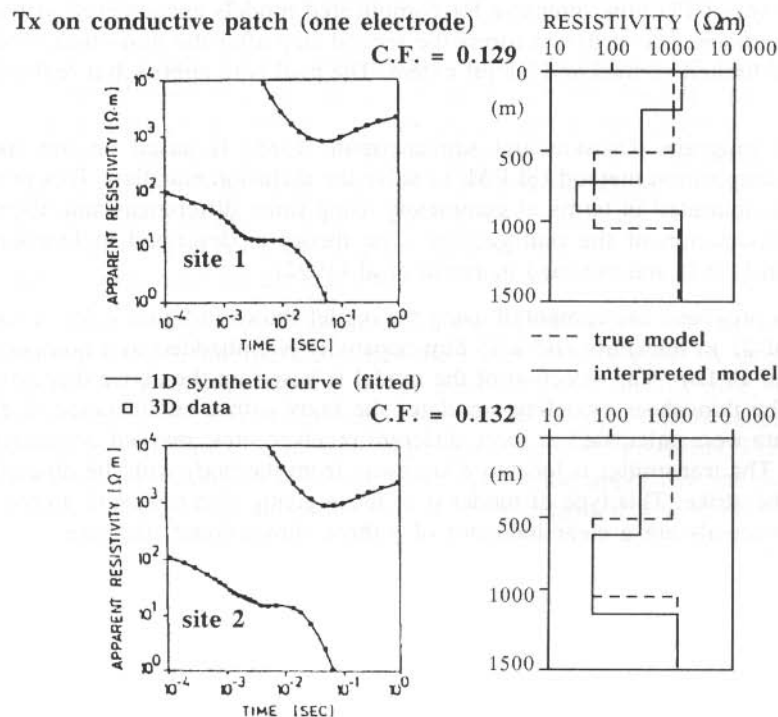 Tx on conductive patch (one electrode)
RESISTIVITY (Ωm)
C.F. = 0.129
10 100 1000 10 000
APPARENT RESISTIVITY [Ω·m]
10⁴
10³
10²
10¹
10⁰
site 1
10⁻⁴ 10⁻³ 10⁻² 10⁻¹ 10⁰
TIME [SEC]
0
(m)
500
1000
1500
true model
interpreted model
1D synthetic curve (fitted)
3D data
C.F. = 0.132
10 100 1000 10 000
APPARENT RESISTIVITY [Ω·m]
10⁴
10³
10²
10¹
10⁰
site 2
10⁻⁴ 10⁻³ 10⁻² 10⁻¹ 10⁰
TIME [SEC]
0
(m)
500
1000
1500